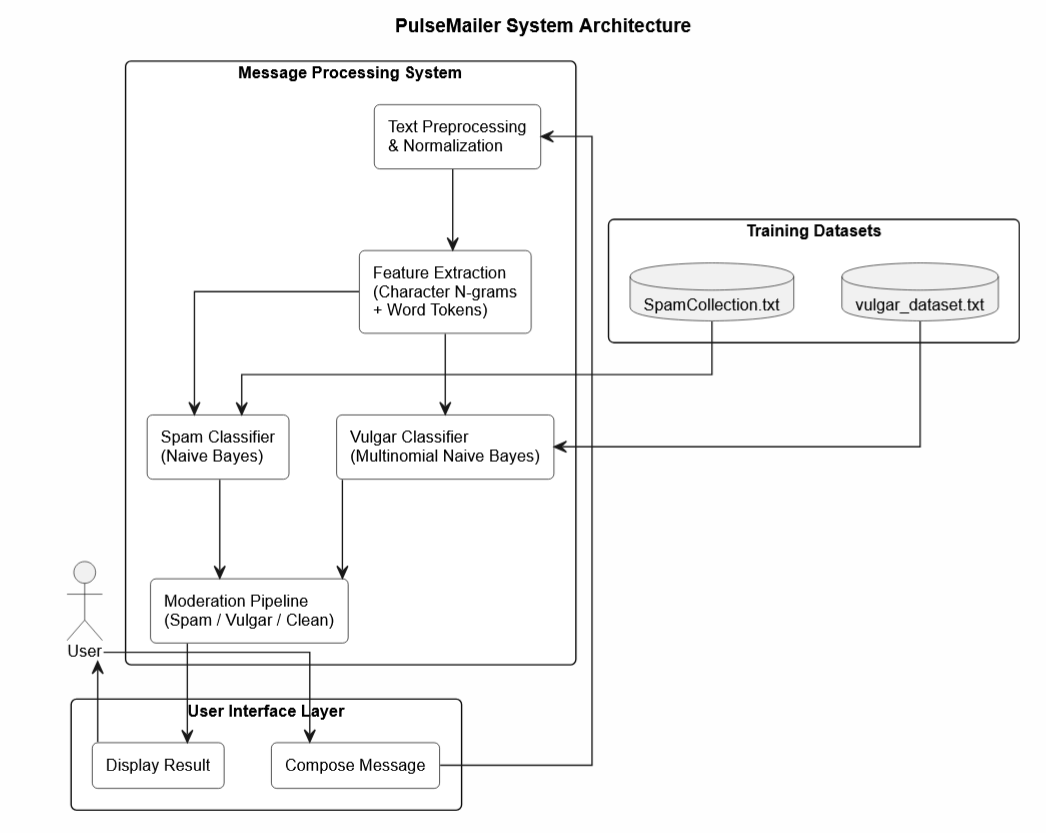 PulseMailer System Architecture
Message Processing System
Text Preprocessing
& Normalization
Training Datasets
Feature Extraction
(Character N-grams
+ Word Tokens)
SpamCollection.txt
vulgar_dataset.txt
Spam Classifier
(Naive Bayes)
Vulgar Classifier
(Multinomial Naive Bayes)
Moderation Pipeline
(Spam / Vulgar / Clean)
User
User Interface Layer
Display Result
Compose Message